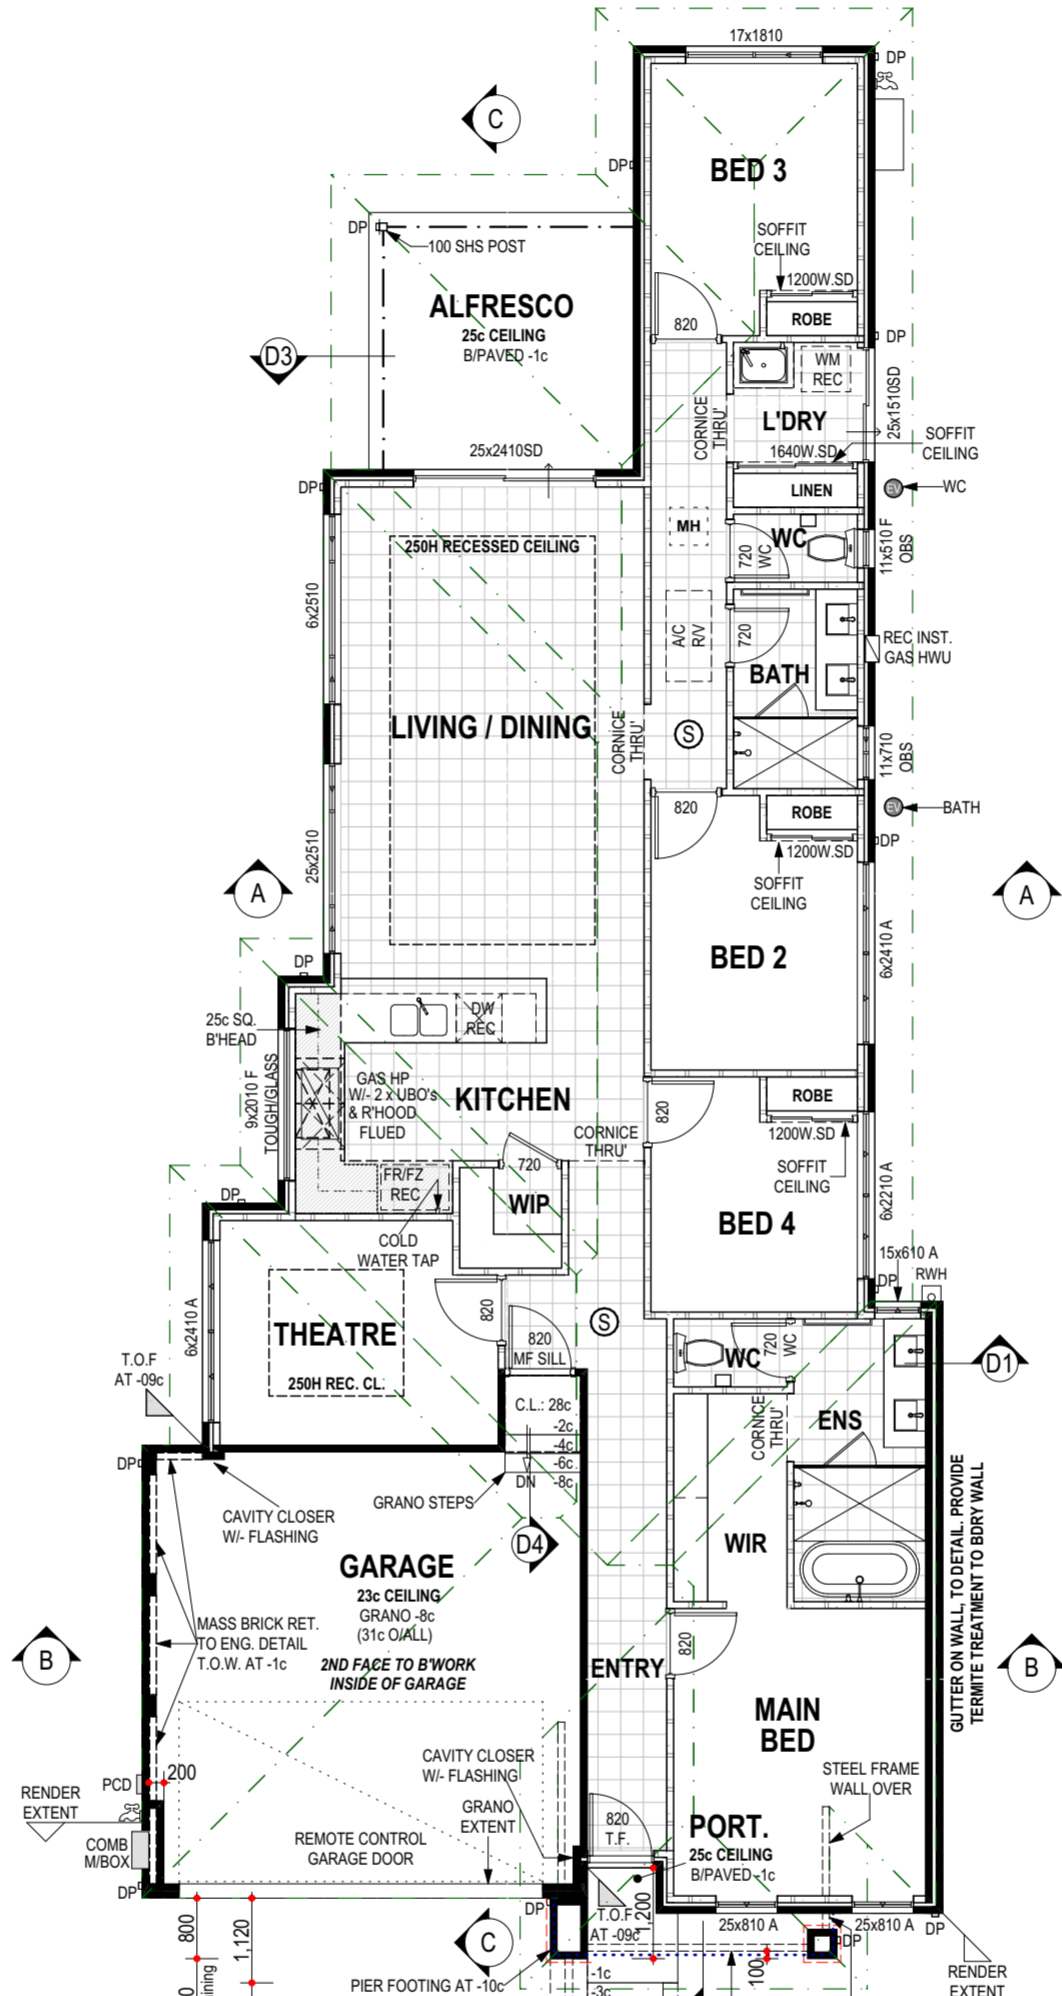 17x1810
DP
C
BED 3
DP
SOFFIT
CEILING
1200W.SD
ROBE
DP
100 SHS POST
ALFRESCO
25c CEILING
B/PAVED -1c
D3
820
DP
WM
REC
L'DRY
CORNICE
THRU'
25x1510SD
1640W.SD
SOFFIT
CEILING
25x2410SD
DP
LINEN
WC
MH
WC
720
WC
11x510 F
OBS
250H RECESSED CEILING
6x2510
A/C
R/V
720
REC INST.
GAS HWU
BATH
LIVING / DINING
CORNICE
THRU'
S
11x710
OBS
820
ROBE
BATH
DP
1200W.SD
25x2510
SOFFIT
CEILING
A
A
6x2410 A
BED 2
DP
25c SQ.
B'HEAD
DW
REC
9x2010 F
TOUGH/GLASS
GAS HP
W/- 2 x UBO's
& R'HOOD
FLUED
KITCHEN
820
ROBE
1200W.SD
CORNICE
THRU'
720
SOFFIT
CEILING
FR/FZ
REC
WIP
6x2210 A
DP
BED 4
COLD
WATER TAP
15x610 A
DP
RWH
6x2410 A
THEATRE
820
820
MF SILL
S
WC
720
WC
D1
T.O.F
AT -09c
250H REC. CL.
C.L.: 28c
-2c
-4c
-6c
-8c
DN
CORNICE
THRU'
ENS
DP
GRANO STEPS
CAVITY CLOSER
W/- FLASHING
D4
WIR
GARAGE
23c CEILING
GRANO -8c
(31c O/ALL)
MASS BRICK RET.
TO ENG. DETAIL
T.O.W. AT -1c
2ND FACE TO B'WORK
INSIDE OF GARAGE
GUTTER ON WALL, TO DETAIL. PROVIDE
TERMITE TREATMENT TO BDRY WALL
B
B
820
ENTRY
MAIN
BED
CAVITY CLOSER
W/- FLASHING
STEEL FRAME
WALL OVER
200
PCD
RENDER
EXTENT
GRANO
EXTENT
820
T.F.
PORT.
25c CEILING
B/PAVED -1c
COMB
M/BOX
REMOTE CONTROL
GARAGE DOOR
DP
DP
T.O.F
AT -09c
1,200
25x810 A
25x810 A
DP
DP
800
1,120
C
100
PIER FOOTING AT -10c
-1c
-3c
RENDER
EXTENT